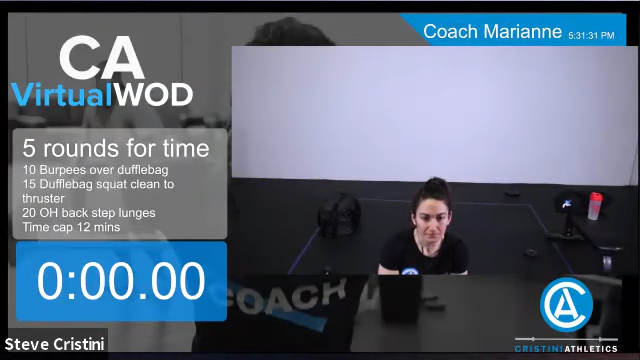 Coach Marianne 5:31:31 PM
CA
VirtualWOD
5 rounds for time
10 Burpees over dufflebag
15 Dufflebag squat clean to
thruster
20 OH back step lunges
Time cap 12 mins
0:00.00
COACH
CA
CRISTINI ATHLETICS
Steve Cristini